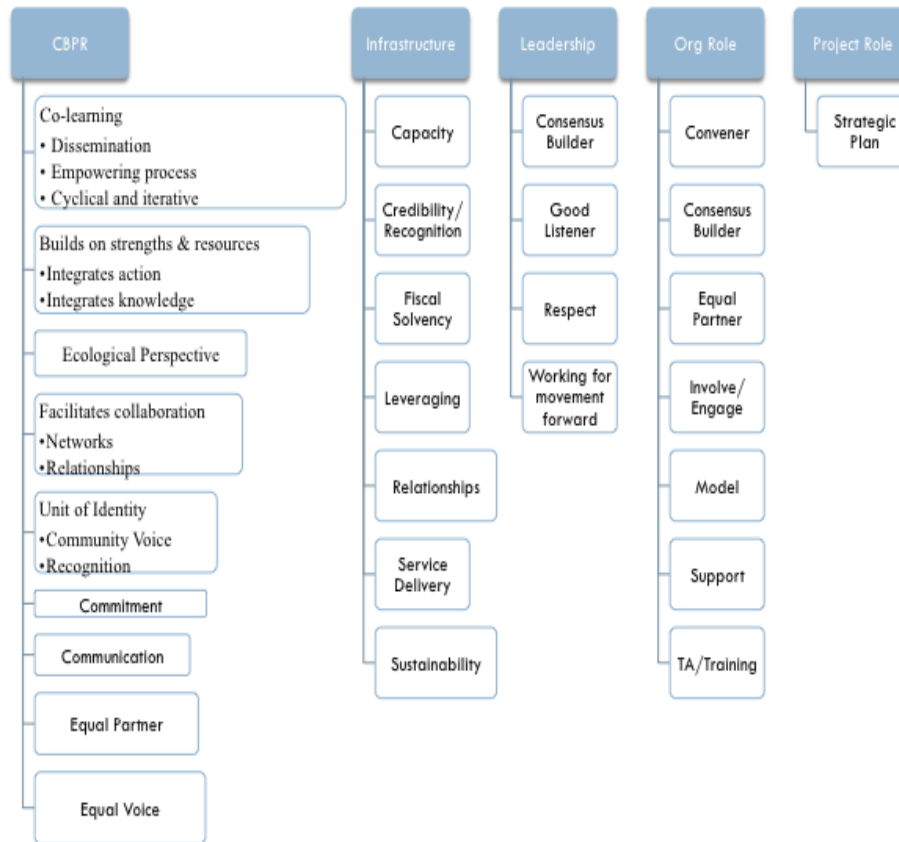 CBPR
Co-learning
• Dissemination
• Empowering process
• Cyclical and iterative
Builds on strengths & resources
•Integrates action
•Integrates knowledge
Ecological Perspective
Facilitates collaboration
•Networks
•Relationships
Unit of Identity
•Community Voice
•Recognition
Commitment
Communication
Equal Partner
Equal Voice
Infrastructure
Capacity
Credibility/
Recognition
Fiscal
Solvency
Leveraging
Relationships
Service
Delivery
Sustainability
Leadership
Consensus
Builder
Good
Listener
Respect
Working for
movement
forward
Org Role
Convener
Consensus
Builder
Equal
Partner
Involve/
Engage
Model
Support
TA/Training
Project Role
Strategic
Plan